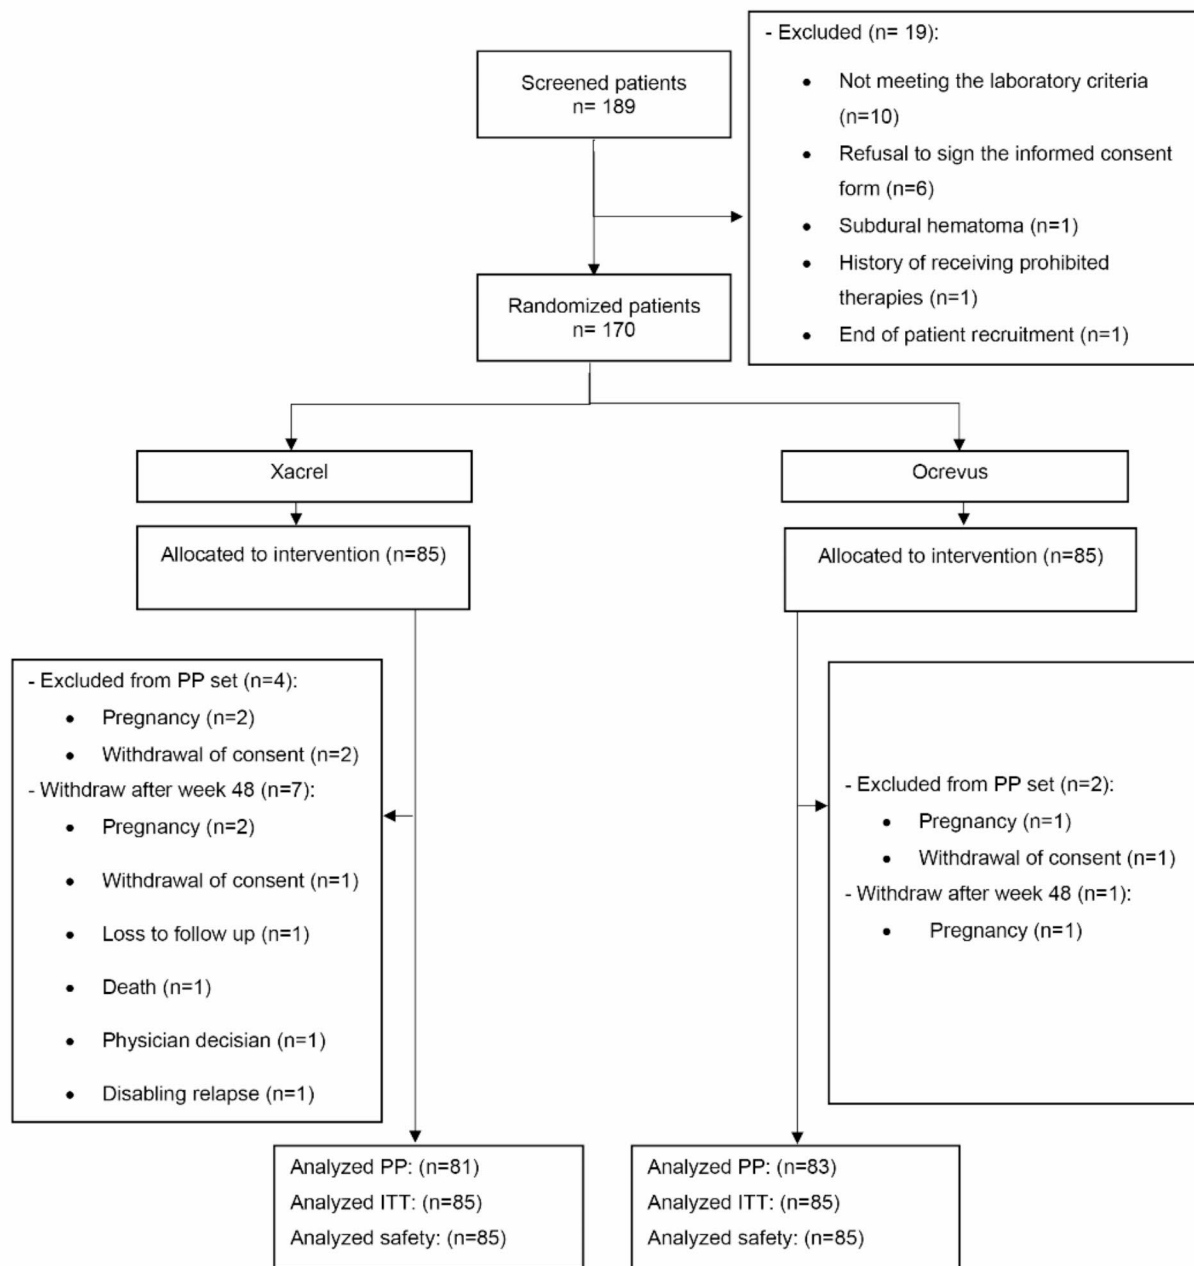 Screened patients
n= 189
- Excluded (n= 19):
• Not meeting the laboratory criteria
(n=10)
• Refusal to sign the informed consent
form (n=6)
• Subdural hematoma (n=1)
• History of receiving prohibited
therapies (n=1)
• End of patient recruitment (n=1)
Randomized patients
n= 170
Xacrel
Ocrevus
Allocated to intervention (n=85)
Allocated to intervention (n=85)
- Excluded from PP set (n=4):
• Pregnancy (n=2)
• Withdrawal of consent (n=2)
- Withdraw after week 48 (n=7):
• Pregnancy (n=2)
• Withdrawal of consent (n=1)
• Loss to follow up (n=1)
• Death (n=1)
• Physician decisian (n=1)
• Disabling relapse (n=1)
- Excluded from PP set (n=2):
• Pregnancy (n=1)
• Withdrawal of consent (n=1)
- Withdraw after week 48 (n=1):
• Pregnancy (n=1)
Analyzed PP: (n=81)
Analyzed ITT: (n=85)
Analyzed safety: (n=85)
Analyzed PP: (n=83)
Analyzed ITT: (n=85)
Analyzed safety: (n=85)